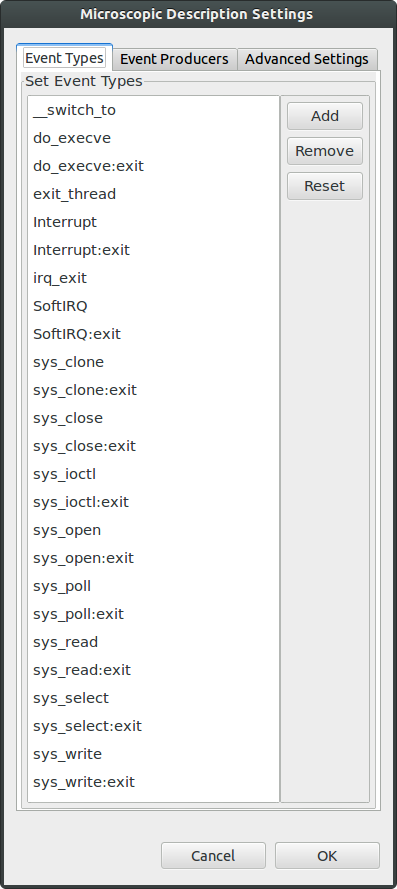 Microscopic Description Settings
Event Types Event Producers Advanced Settings
Set Event Types
__switch_to
do_execve
do_execve:exit
exit_thread
Interrupt
Interrupt:exit
irq_exit
SoftIRQ
SoftIRQ:exit
sys_clone
sys_clone:exit
sys_close
sys_close:exit
sys_ioctl
sys_ioctl:exit
sys_open
sys_open:exit
sys_poll
sys_poll:exit
sys_read
sys_read:exit
sys_select
sys_select:exit
sys_write
sys_write:exit
Add
Remove
Reset
Cancel OK